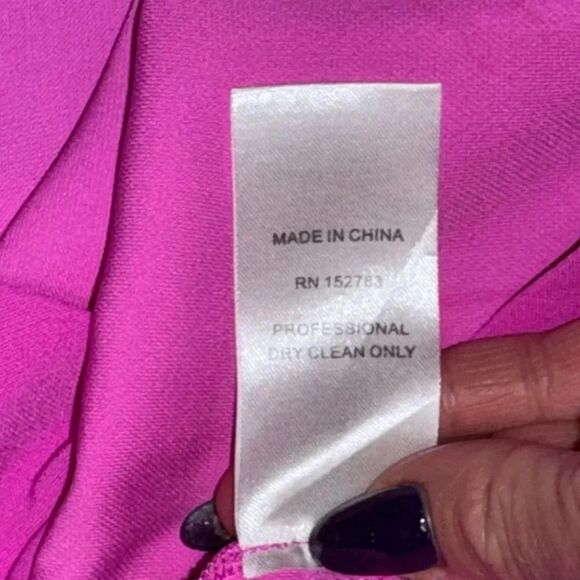 MADE IN CHINA
RN 152783
PROFESSIONAL
DRY CLEAN ONLY